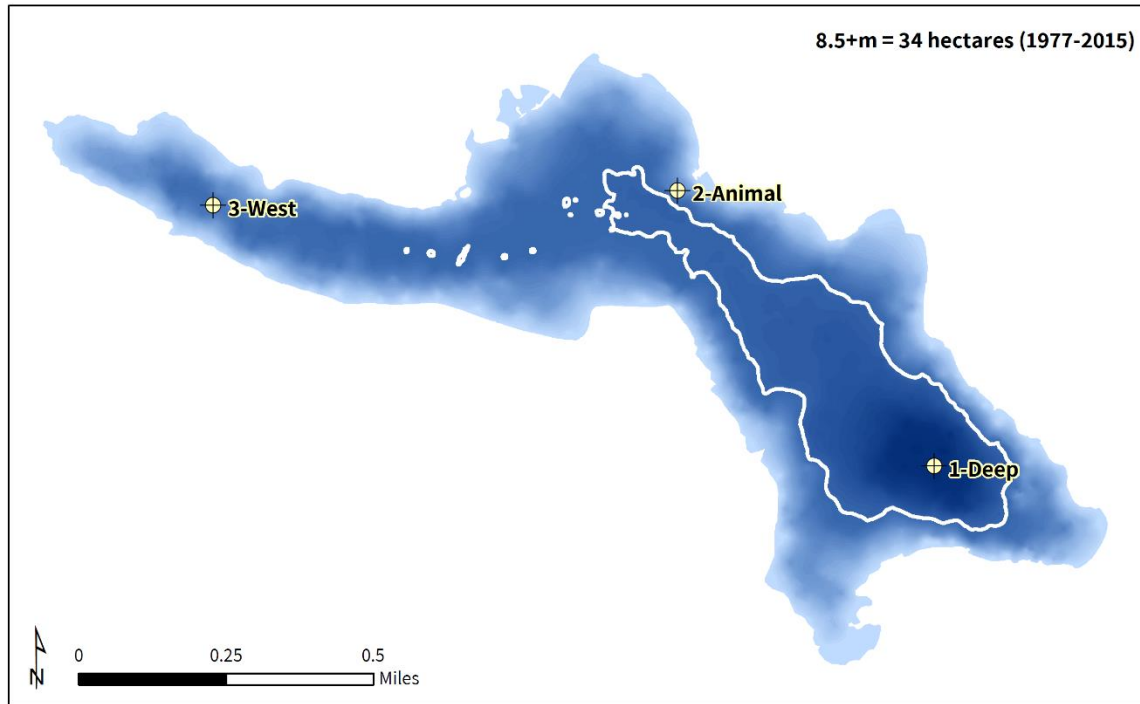 8.5+m = 34 hectares (1977-2015)
2-Animal
3-West
1-Deep
N
0 0.25 0.5
Miles